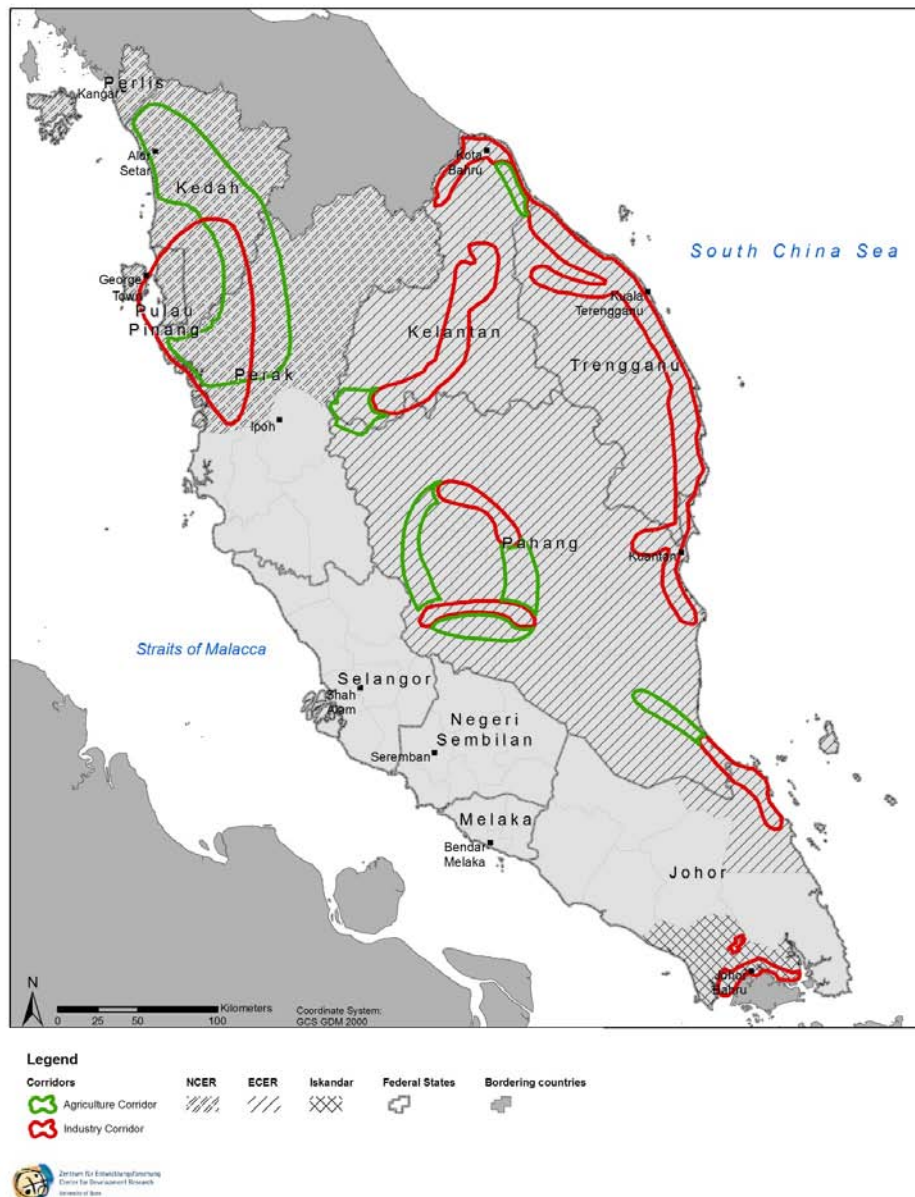 Perlis
Kangar
Alor
Setar
Kedah
Kota
Bahru
South China Sea
George
Town
Pulau
Pinang
Kuala
Terengganu
Kelantan
Trengganu
Perak
Ipoh
Pahang
Kuantan
Straits of Malacca
Selangor
Shah
Alam
Negeri
Sembilan
Seremban
Melaka
Bendar
Melaka
Johor
Johor
Bahru
N
Kilometers
0 25 50 100
Coordinate System:
GCS GDM 2000
Legend
Corridors NCER ECER Iskandar Federal States Bordering countries
Agriculture Corridor
Industry Corridor
Zentrum für Entwicklungsforschung
Center for Development Research
University of Bonn